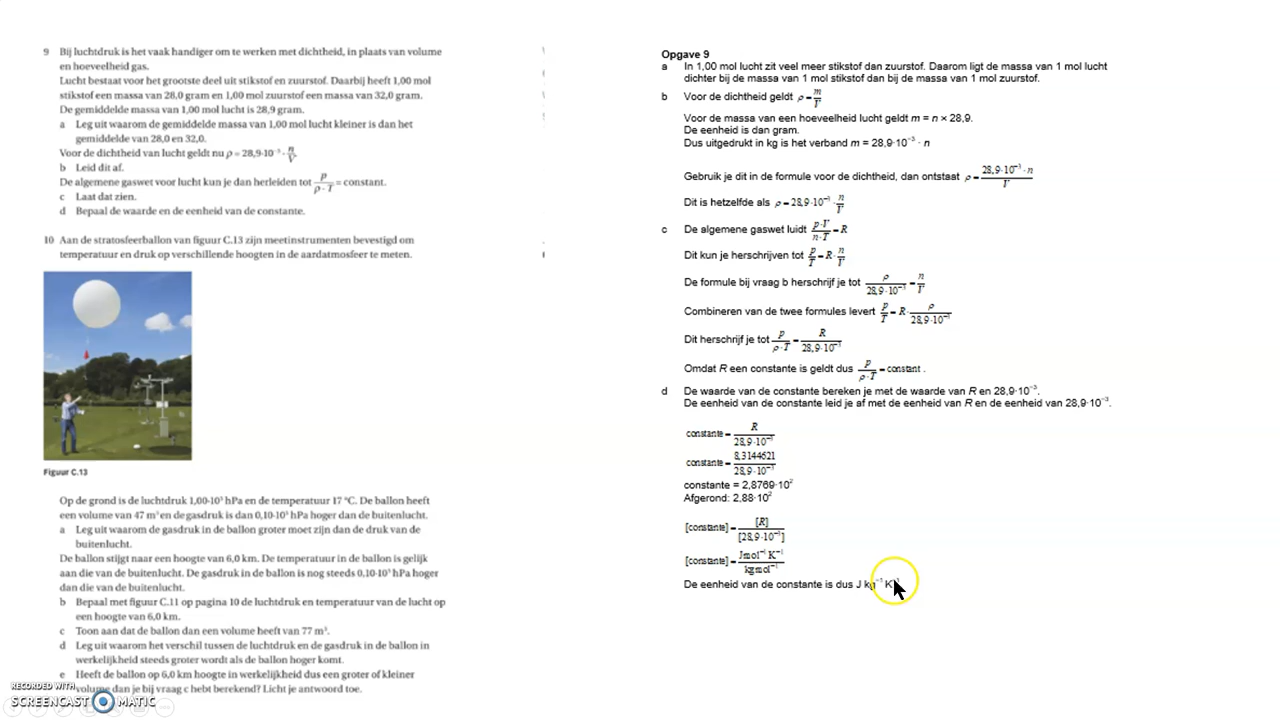 9 Bij luchtdruk is het vaak handiger om te werken met dichtheid, in plaats van volume
en hoeveelheid gas.
Lucht bestaat voor het grootste deel uit stikstof en zuurstof. Daarbij heeft 1,00 mol
stikstof een massa van 28,0 gram en 1,00 mol zuurstof een massa van 32,0 gram.
De gemiddelde massa van 1,00 mol lucht is 28,9 gram.
a Leg uit waarom de gemiddelde massa van 1,00 mol lucht kleiner is dan het
gemiddelde van 28,0 en 32,0.
Voor de dichtheid van lucht geldt nu ρ = 28,9·10⁻³ · n/V.
b Leid dit af.
De algemene gaswet voor lucht kun je dan herleiden tot p/(ρ · T) = constant.
c Laat dat zien.
d Bepaal de waarde en de eenheid van de constante.
10 Aan de stratosfeerballon van figuur C.13 zijn meetinstrumenten bevestigd om
temperatuur en druk op verschillende hoogten in de aardatmosfeer te meten.
Figuur C.13
Op de grond is de luchtdruk 1,00·10³ hPa en de temperatuur 17 °C. De ballon heeft
een volume van 47 m³ en de gasdruk is dan 0,10·10³ hPa hoger dan de buitenlucht.
a Leg uit waarom de gasdruk in de ballon groter moet zijn dan de druk van de
buitenlucht.
De ballon stijgt naar een hoogte van 6,0 km. De temperatuur in de ballon is gelijk
aan die van de buitenlucht. De gasdruk in de ballon is nog steeds 0,10·10³ hPa hoger
dan die van de buitenlucht.
b Bepaal met figuur C.11 op pagina 10 de luchtdruk en temperatuur van de lucht op
een hoogte van 6,0 km.
c Toon aan dat de ballon dan een volume heeft van 77 m³.
d Leg uit waarom het verschil tussen de luchtdruk en de gasdruk in de ballon in
werkelijkheid steeds groter wordt als de ballon hoger komt.
e Heeft de ballon op 6,0 km hoogte in werkelijkheid dus een groter of kleiner
volume dan je bij vraag c hebt berekend? Licht je antwoord toe.
RECORDED WITH
SCREENCAST MATIC
Opgave 9
a In 1,00 mol lucht zit veel meer stikstof dan zuurstof. Daarom ligt de massa van 1 mol lucht
dichter bij de massa van 1 mol stikstof dan bij de massa van 1 mol zuurstof.
b Voor de dichtheid geldt ρ = m/V
Voor de massa van een hoeveelheid lucht geldt m = n × 28,9.
De eenheid is dan gram.
Dus uitgedrukt in kg is het verband m = 28,9·10⁻³ · n
Gebruik je dit in de formule voor de dichtheid, dan ontstaat ρ = (28,9·10⁻³ · n)/V
Dit is hetzelfde als ρ = 28,9·10⁻³ · n/V
c De algemene gaswet luidt (p·V)/(n·T) = R
Dit kun je herschrijven tot p/T = R · n/V
De formule bij vraag b herschrijf je tot ρ/(28,9·10⁻³) = n/V
Combineren van de twee formules levert p/T = R · ρ/(28,9·10⁻³)
Dit herschrijf je tot p/(ρ·T) = R/(28,9·10⁻³)
Omdat R een constante is geldt dus p/(ρ·T) = constant .
d De waarde van de constante bereken je met de waarde van R en 28,9·10⁻³.
De eenheid van de constante leid je af met de eenheid van R en de eenheid van 28,9·10⁻³.
constante = R/(28,9·10⁻³)
constante = 8,3144621/(28,9·10⁻³)
constante = 2,8769·10²
Afgerond: 2,88·10²
[constante] = [R]/[28,9·10⁻³]
[constante] = (Jmol⁻¹ K⁻¹)/(kgmol⁻¹)
De eenheid van de constante is dus J kg⁻¹ K⁻¹